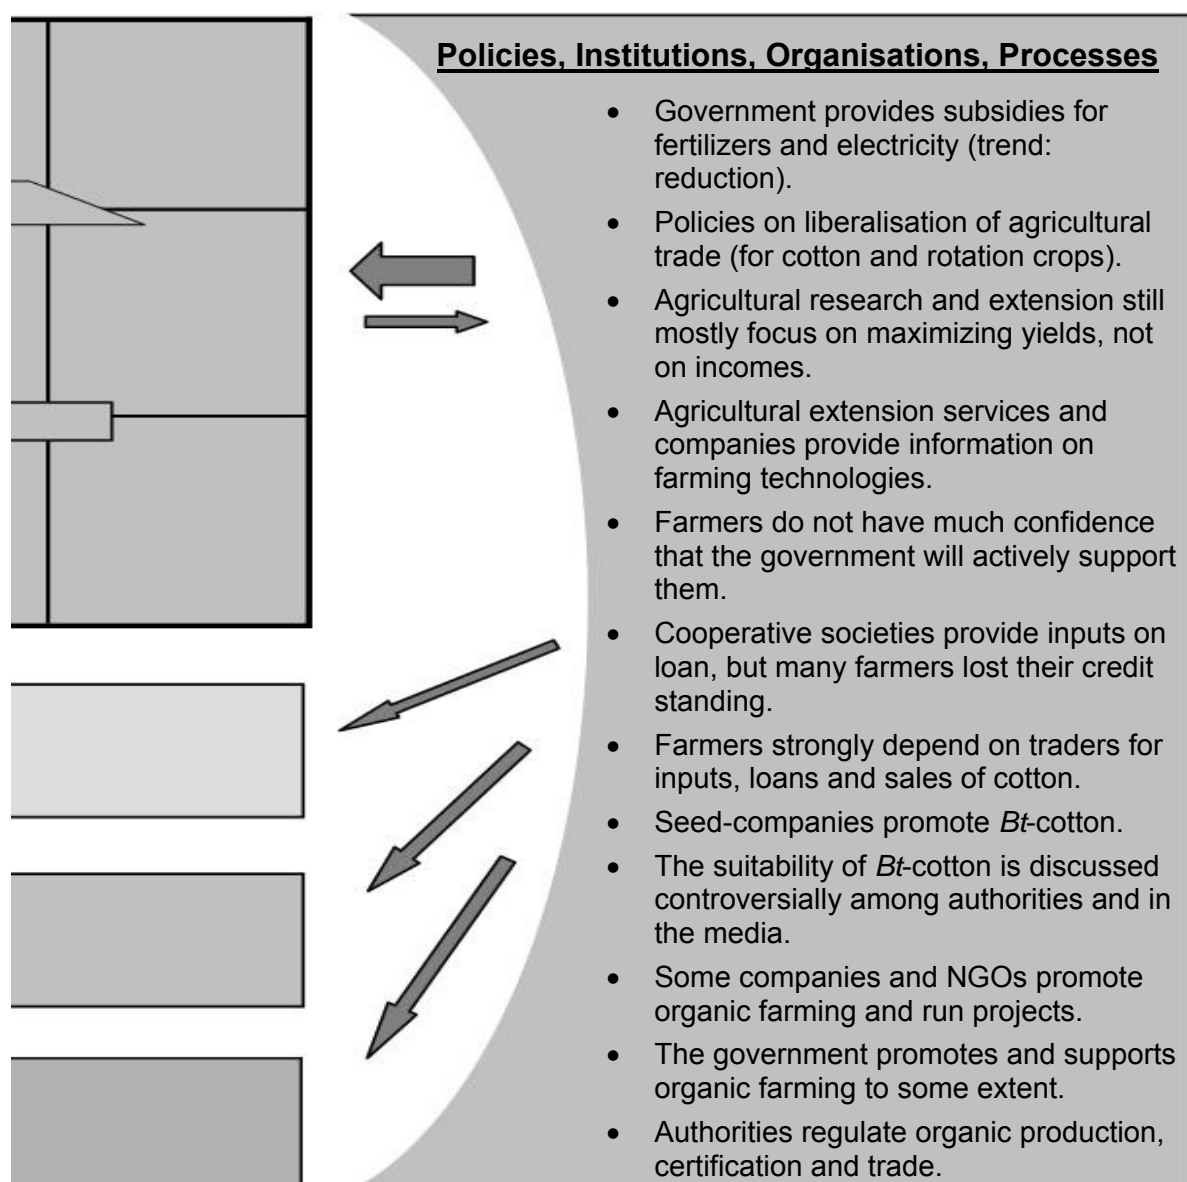 Policies, Institutions, Organisations, Processes
• Government provides subsidies for
fertilizers and electricity (trend:
reduction).
• Policies on liberalisation of agricultural
trade (for cotton and rotation crops).
• Agricultural research and extension still
mostly focus on maximizing yields, not
on incomes.
• Agricultural extension services and
companies provide information on
farming technologies.
• Farmers do not have much confidence
that the government will actively support
them.
• Cooperative societies provide inputs on
loan, but many farmers lost their credit
standing.
• Farmers strongly depend on traders for
inputs, loans and sales of cotton.
• Seed-companies promote Bt-cotton.
• The suitability of Bt-cotton is discussed
controversially among authorities and in
the media.
• Some companies and NGOs promote
organic farming and run projects.
• The government promotes and supports
organic farming to some extent.
• Authorities regulate organic production,
certification and trade.